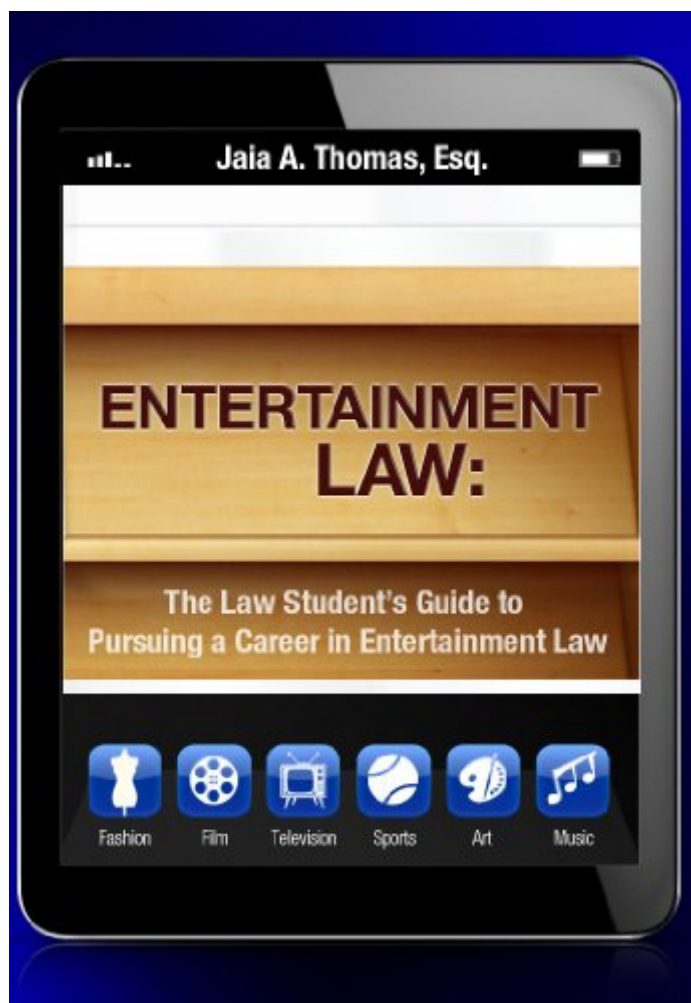 Jaia A. Thomas, Esq.
ENTERTAINMENT
LAW:
The Law Student's Guide to
Pursuing a Career in Entertainment Law
Fashion Film Television Sports Art Music